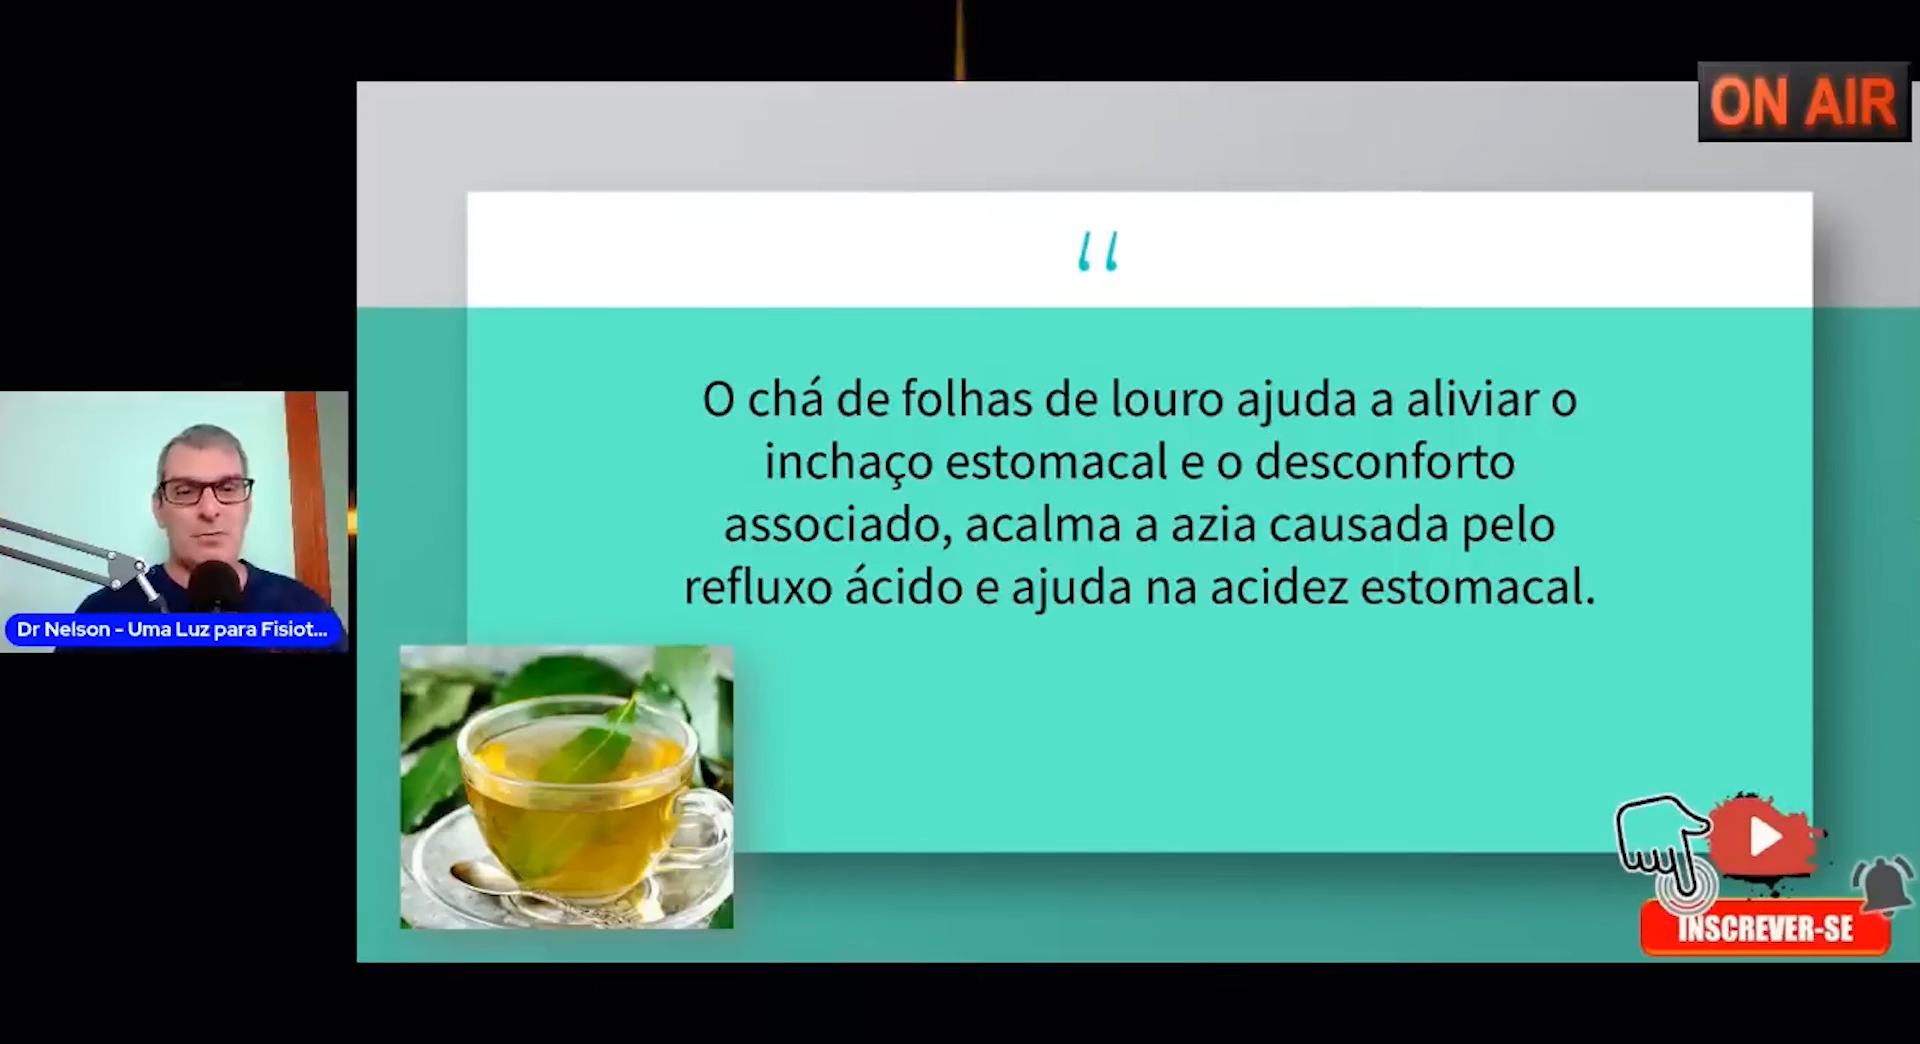 ON AIR
“
O chá de folhas de louro ajuda a aliviar o
inchaço estomacal e o desconforto
associado, acalma a azia causada pelo
refluxo ácido e ajuda na acidez estomacal.
Dr Nelson - Uma Luz para Fisiot...
INSCREVER-SE